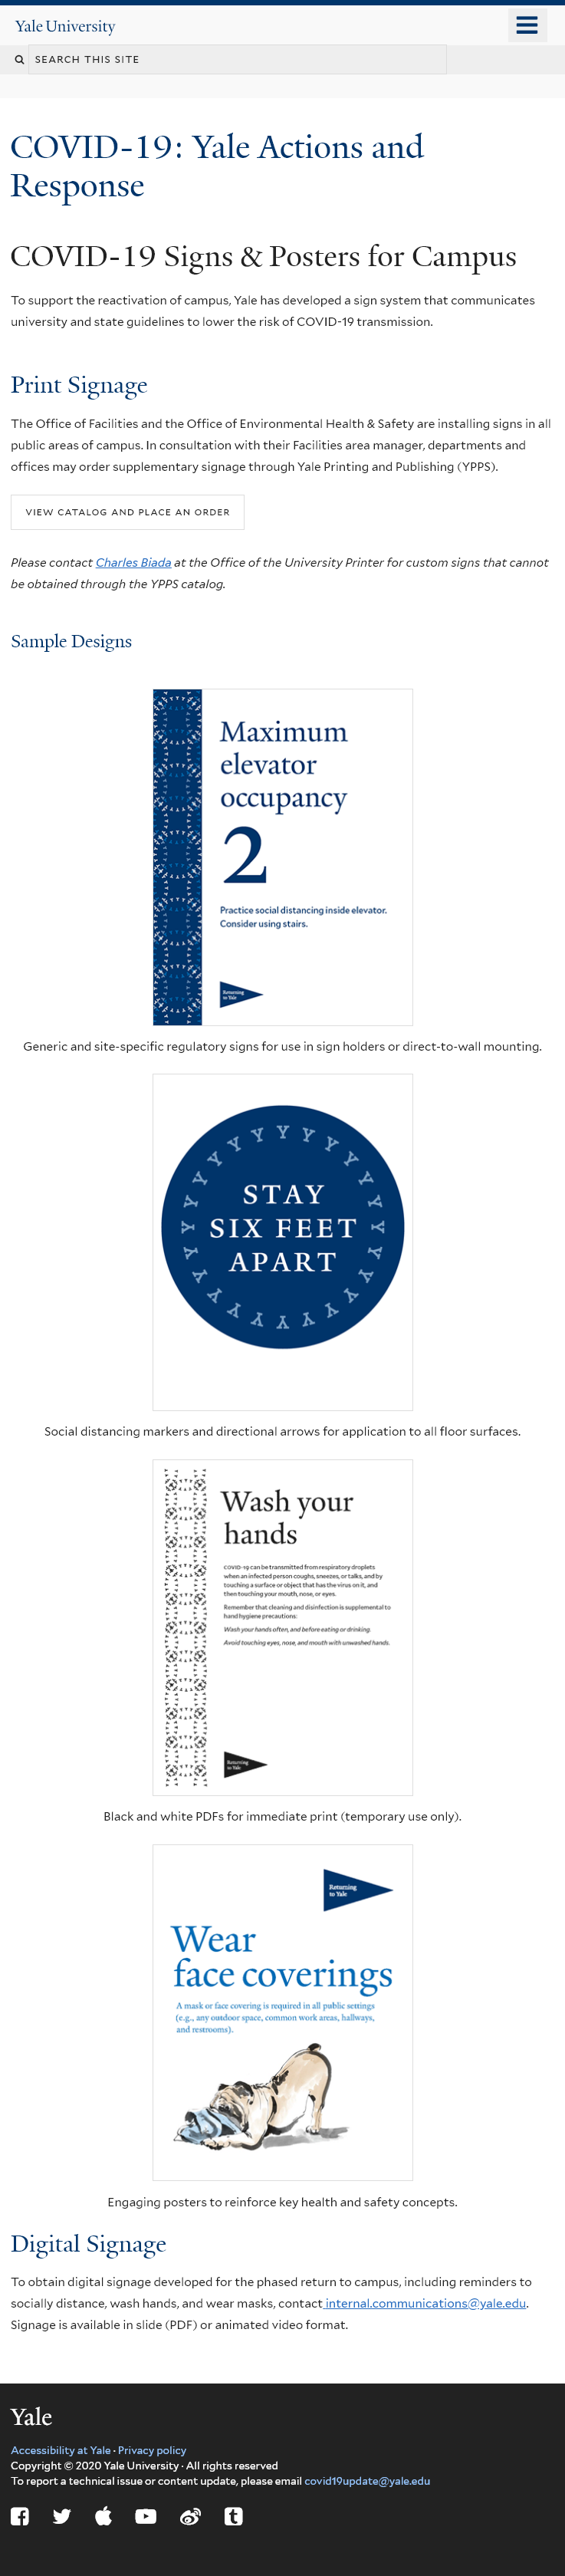 Yale University
SEARCH THIS SITE
COVID-19: Yale Actions and
Response
COVID-19 Signs & Posters for Campus
To support the reactivation of campus, Yale has developed a sign system that communicates
university and state guidelines to lower the risk of COVID-19 transmission.
Print Signage
The Office of Facilities and the Office of Environmental Health & Safety are installing signs in all
public areas of campus. In consultation with their Facilities area manager, departments and
offices may order supplementary signage through Yale Printing and Publishing (YPPS).
VIEW CATALOG AND PLACE AN ORDER
Please contact Charles Biada at the Office of the University Printer for custom signs that cannot
be obtained through the YPPS catalog.
Sample Designs
Maximum
elevator
occupancy
2
Practice social distancing inside elevator.
Consider using stairs.
Returning
to Yale
Generic and site-specific regulatory signs for use in sign holders or direct-to-wall mounting.
STAY
SIX FEET
APART
Social distancing markers and directional arrows for application to all floor surfaces.
Wash your
hands
COVID-19 can be transmitted from respiratory droplets
when an infected person coughs, sneezes, or talks, and by
touching a surface or object that has the virus on it, and
then touching your mouth, nose, or eyes.
Remember that cleaning and disinfection is supplemental to
hand hygiene precautions:
Wash your hands often, and before eating or drinking.
Avoid touching eyes, nose, and mouth with unwashed hands.
Returning
to Yale
Black and white PDFs for immediate print (temporary use only).
Returning
to Yale
Wear
face coverings
A mask or face covering is required in all public settings
(e.g., any outdoor space, common work areas, hallways,
and restrooms).
Engaging posters to reinforce key health and safety concepts.
Digital Signage
To obtain digital signage developed for the phased return to campus, including reminders to
socially distance, wash hands, and wear masks, contact internal.communications@yale.edu.
Signage is available in slide (PDF) or animated video format.
Yale
Accessibility at Yale · Privacy policy
Copyright © 2020 Yale University · All rights reserved
To report a technical issue or content update, please email covid19update@yale.edu